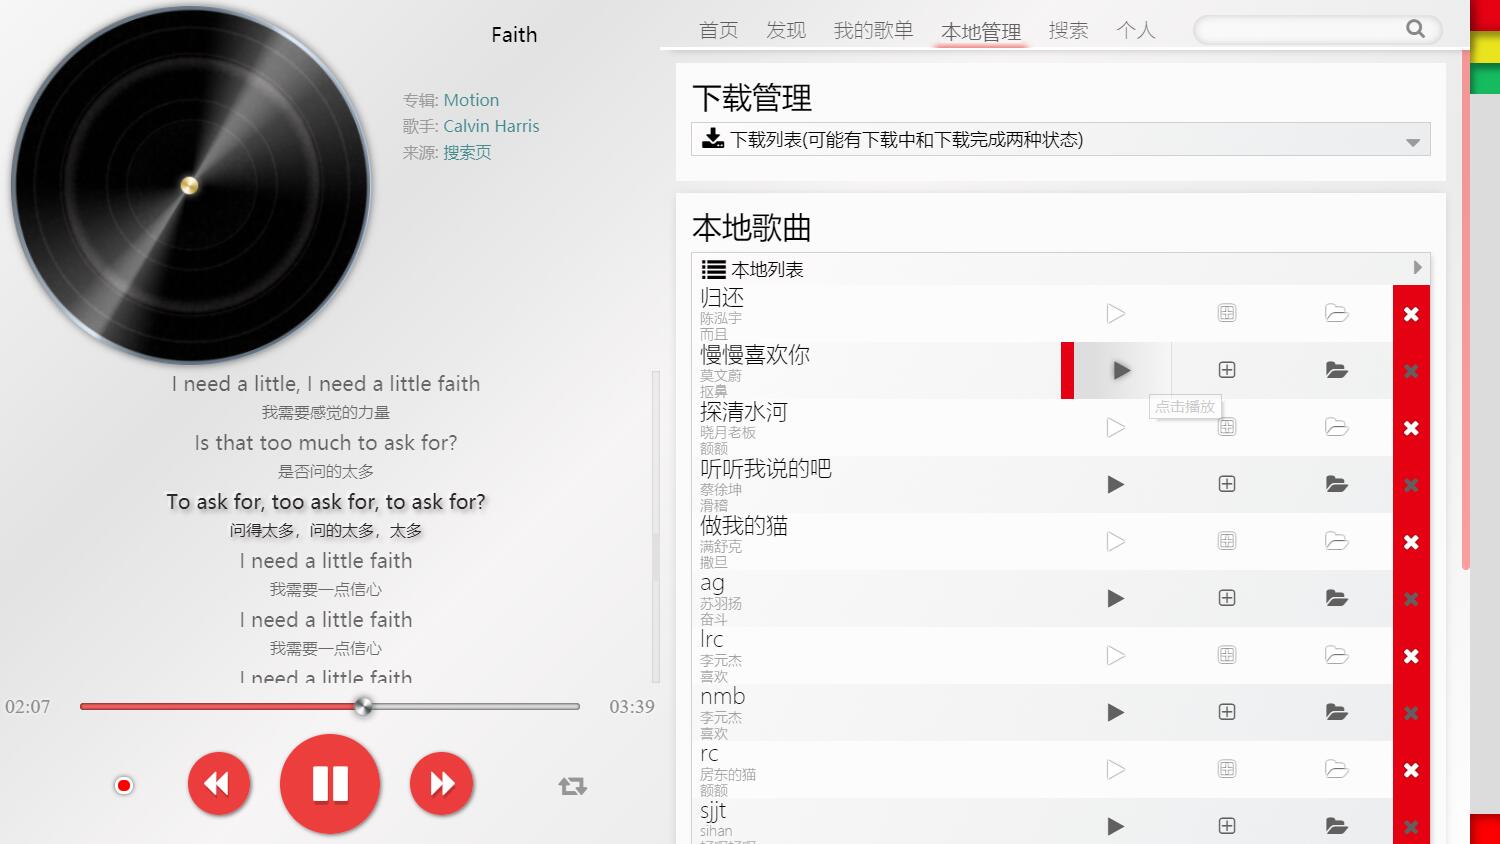 Faith
专辑: Motion
歌手: Calvin Harris
来源: 搜索页
I need a little, I need a little faith
我需要感觉的力量
Is that too much to ask for?
是否问的太多
To ask for, too ask for, to ask for?
问得太多，问的太多，太多
I need a little faith
我需要一点信心
I need a little faith
我需要一点信心
I need a little faith
02:07
03:39
首页 发现 我的歌单 本地管理 搜索 个人
下载管理
下载列表(可能有下载中和下载完成两种状态)
本地歌曲
本地列表
归还
陈泓宇
而且
慢慢喜欢你
莫文蔚
抠鼻
点击播放
探清水河
晓月老板
额额
听听我说的吧
蔡徐坤
滑稽
做我的猫
满舒克
撒旦
ag
苏羽扬
奋斗
lrc
李元杰
喜欢
nmb
李元杰
喜欢
rc
房东的猫
额额
sjjt
sihan